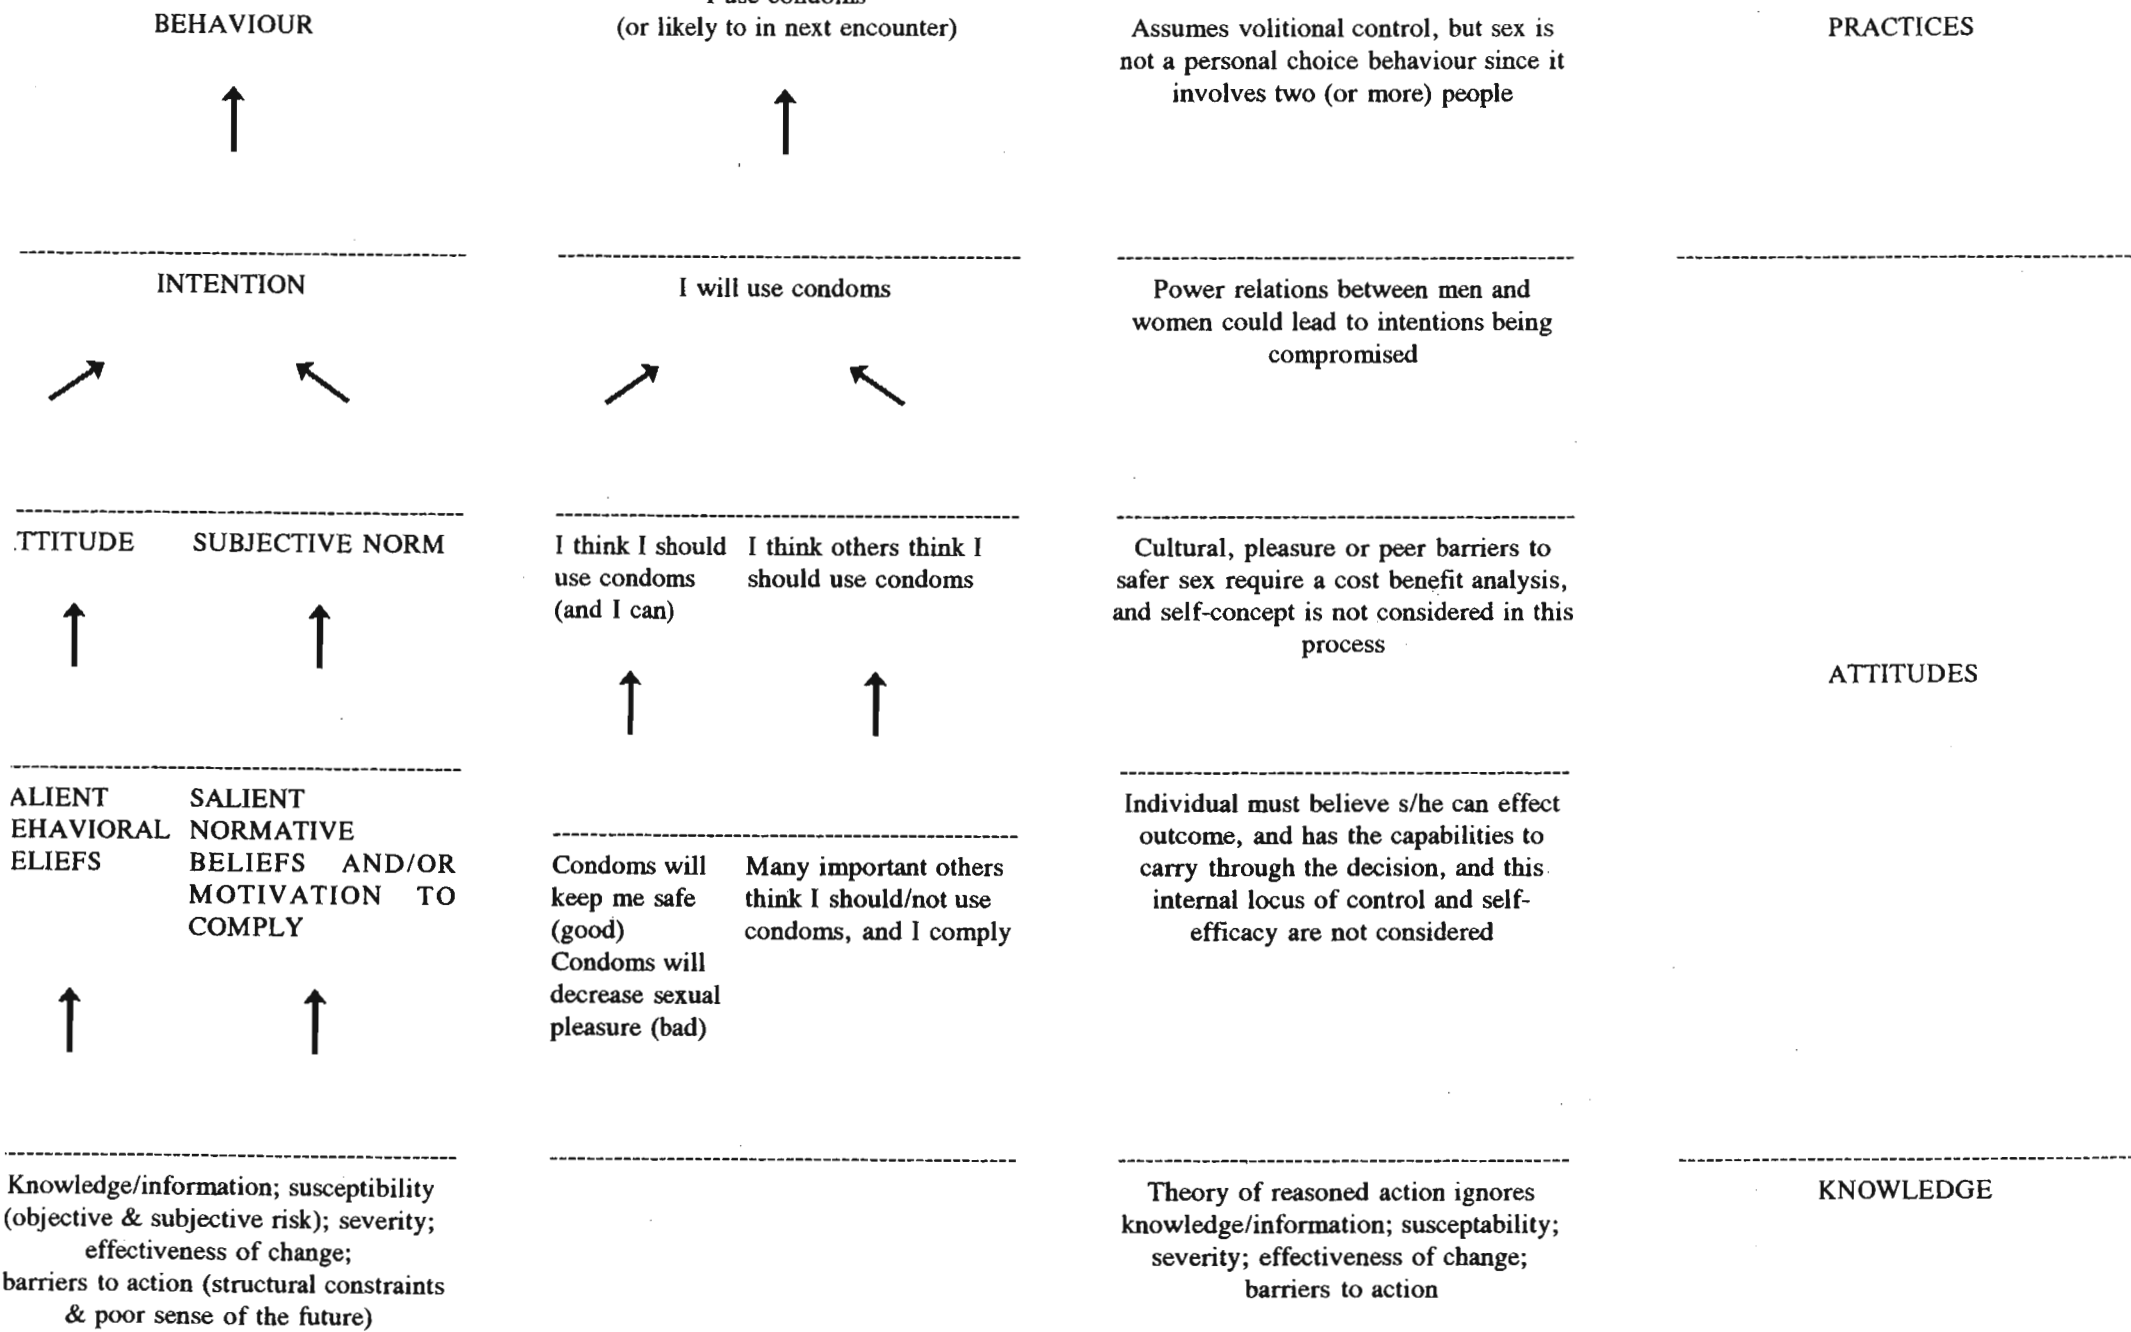 BEHAVIOUR
(or likely to in next encounter)
Assumes volitional control, but sex is
not a personal choice behaviour since it
involves two (or more) people
PRACTICES
INTENTION
I will use condoms
Power relations between men and
women could lead to intentions being
compromised
TTITUDE
SUBJECTIVE NORM
I think I should
use condoms
(and I can)
I think others think I
should use condoms
Cultural, pleasure or peer barriers to
safer sex require a cost benefit analysis,
and self-concept is not considered in this
process
ATTITUDES
ALIENT
EHAVIORAL
ELIEFS
SALIENT
NORMATIVE
BELIEFS AND/OR
MOTIVATION TO
COMPLY
Condoms will
keep me safe
(good)
Condoms will
decrease sexual
pleasure (bad)
Many important others
think I should/not use
condoms, and I comply
Individual must believe s/he can effect
outcome, and has the capabilities to
carry through the decision, and this
internal locus of control and self-
efficacy are not considered
Knowledge/information; susceptibility
(objective & subjective risk); severity;
effectiveness of change;
barriers to action (structural constraints
& poor sense of the future)
Theory of reasoned action ignores
knowledge/information; susceptability;
severity; effectiveness of change;
barriers to action
KNOWLEDGE